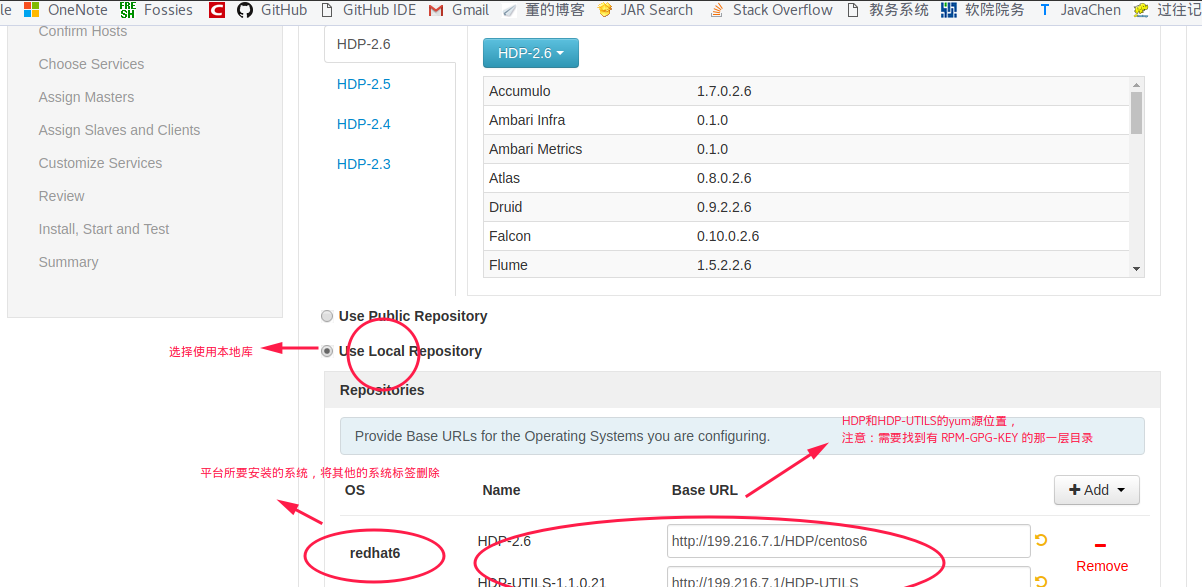 le OneNote FRE SH Fossies C GitHub GitHub IDE Gmail 董的博客 JAR Search Stack Overflow 教务系统 软院院务 T JavaChen 过往记
Confirm Hosts
Choose Services
Assign Masters
Assign Slaves and Clients
Customize Services
Review
Install, Start and Test
Summary
HDP-2.6
HDP-2.5
HDP-2.4
HDP-2.3
HDP-2.6
Accumulo 1.7.0.2.6
Ambari Infra 0.1.0
Ambari Metrics 0.1.0
Atlas 0.8.0.2.6
Druid 0.9.2.2.6
Falcon 0.10.0.2.6
Flume 1.5.2.2.6
Use Public Repository
选择使用本地库
Use Local Repository
Repositories
HDP和HDP-UTILS的yum源位置，
注意：需要找到有 RPM-GPG-KEY 的那一层目录
Provide Base URLs for the Operating Systems you are configuring.
平台所要安装的系统，将其他的系统标签删除
OS Name Base URL Add
redhat6
HDP-2.6 http://199.216.7.1/HDP/centos6
Remove
HDP-UTILS-1.1.0.21 http://199.216.7.1/HDP-UTILS